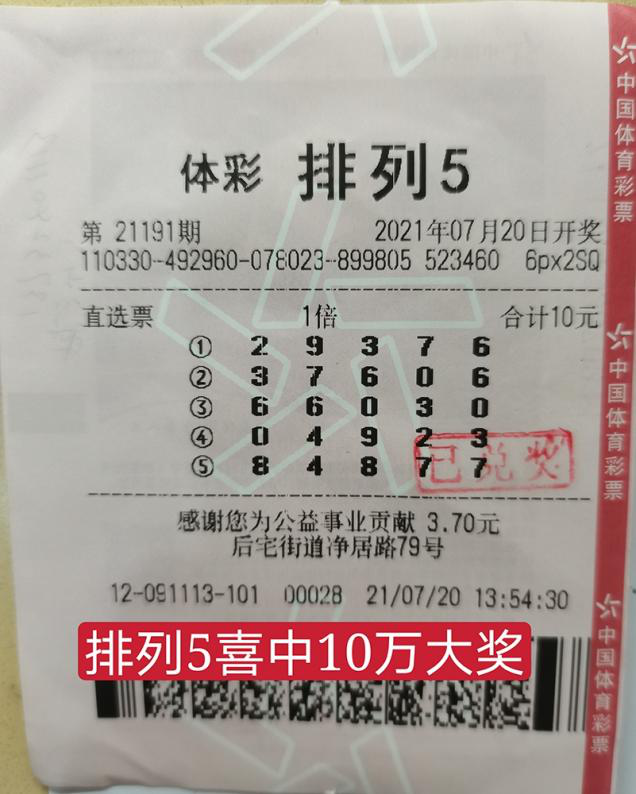 体彩 排列5
第 21191期 2021年07月20日开奖
110330-492960-078023-899805 523460 6px2SQ
直选票 1倍 合计10元
① 2 9 3 7 6
② 3 7 6 0 6
③ 6 6 0 3 0
④ 0 4 9 2 3
⑤ 8 4 8 7 7
已兑奖
感谢您为公益事业贡献 3.70元
后宅街道净居路79号
12-091113-101 00028 21/07/20 13:54:30
排列5喜中10万大奖
中国体育彩票
中国体育彩票
中国体育彩票